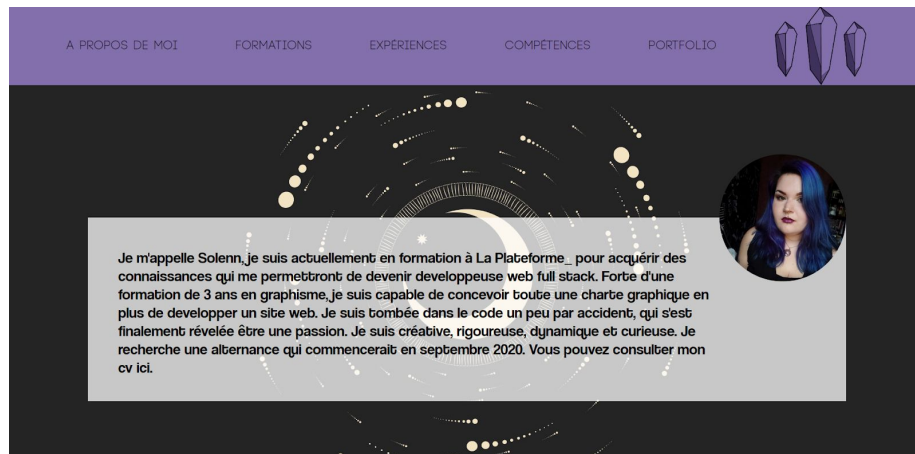 A PROPOS DE MOI FORMATIONS EXPÉRIENCES COMPÉTENCES PORTFOLIO
Je m'appelle Solenn, je suis actuellement en formation à La Plateforme_ pour acquérir des
connaissances qui me permettront de devenir developpeuse web full stack. Forte d'une
formation de 3 ans en graphisme, je suis capable de concevoir toute une charte graphique en
plus de developper un site web. Je suis tombée dans le code un peu par accident, qui s'est
finalement révelée être une passion. Je suis créative, rigoureuse, dynamique et curieuse. Je
recherche une alternance qui commencerait en septembre 2020. Vous pouvez consulter mon
cv ici.